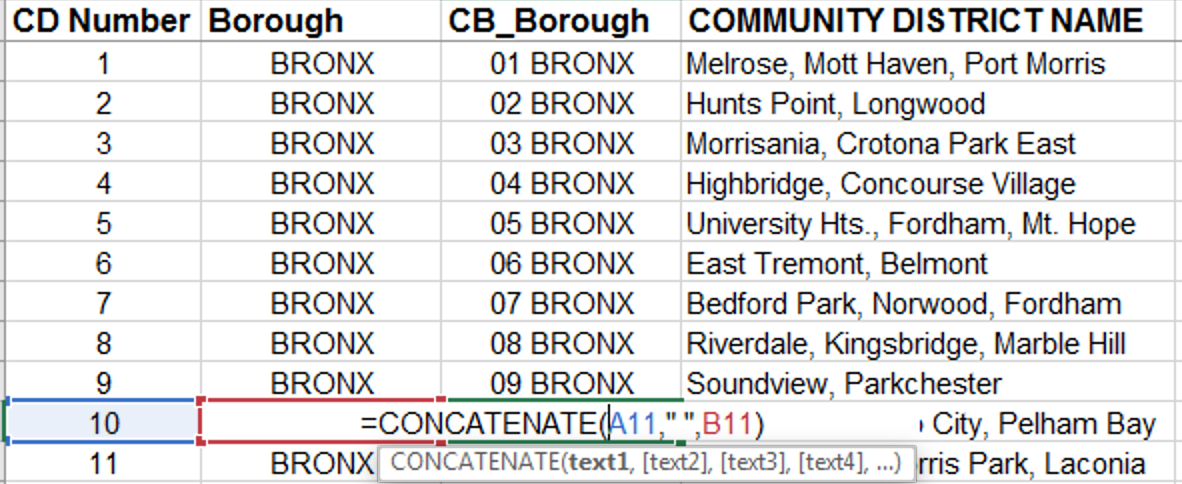 CD Number Borough CB_Borough COMMUNITY DISTRICT NAME
1 BRONX 01 BRONX Melrose, Mott Haven, Port Morris
2 BRONX 02 BRONX Hunts Point, Longwood
3 BRONX 03 BRONX Morrisania, Crotona Park East
4 BRONX 04 BRONX Highbridge, Concourse Village
5 BRONX 05 BRONX University Hts., Fordham, Mt. Hope
6 BRONX 06 BRONX East Tremont, Belmont
7 BRONX 07 BRONX Bedford Park, Norwood, Fordham
8 BRONX 08 BRONX Riverdale, Kingsbridge, Marble Hill
9 BRONX 09 BRONX Soundview, Parkchester
10 =CONCATENATE(A11," ",B11) City, Pelham Bay
11 BRONX CONCATENATE(text1, [text2], [text3], [text4], ...) Park, Laconia